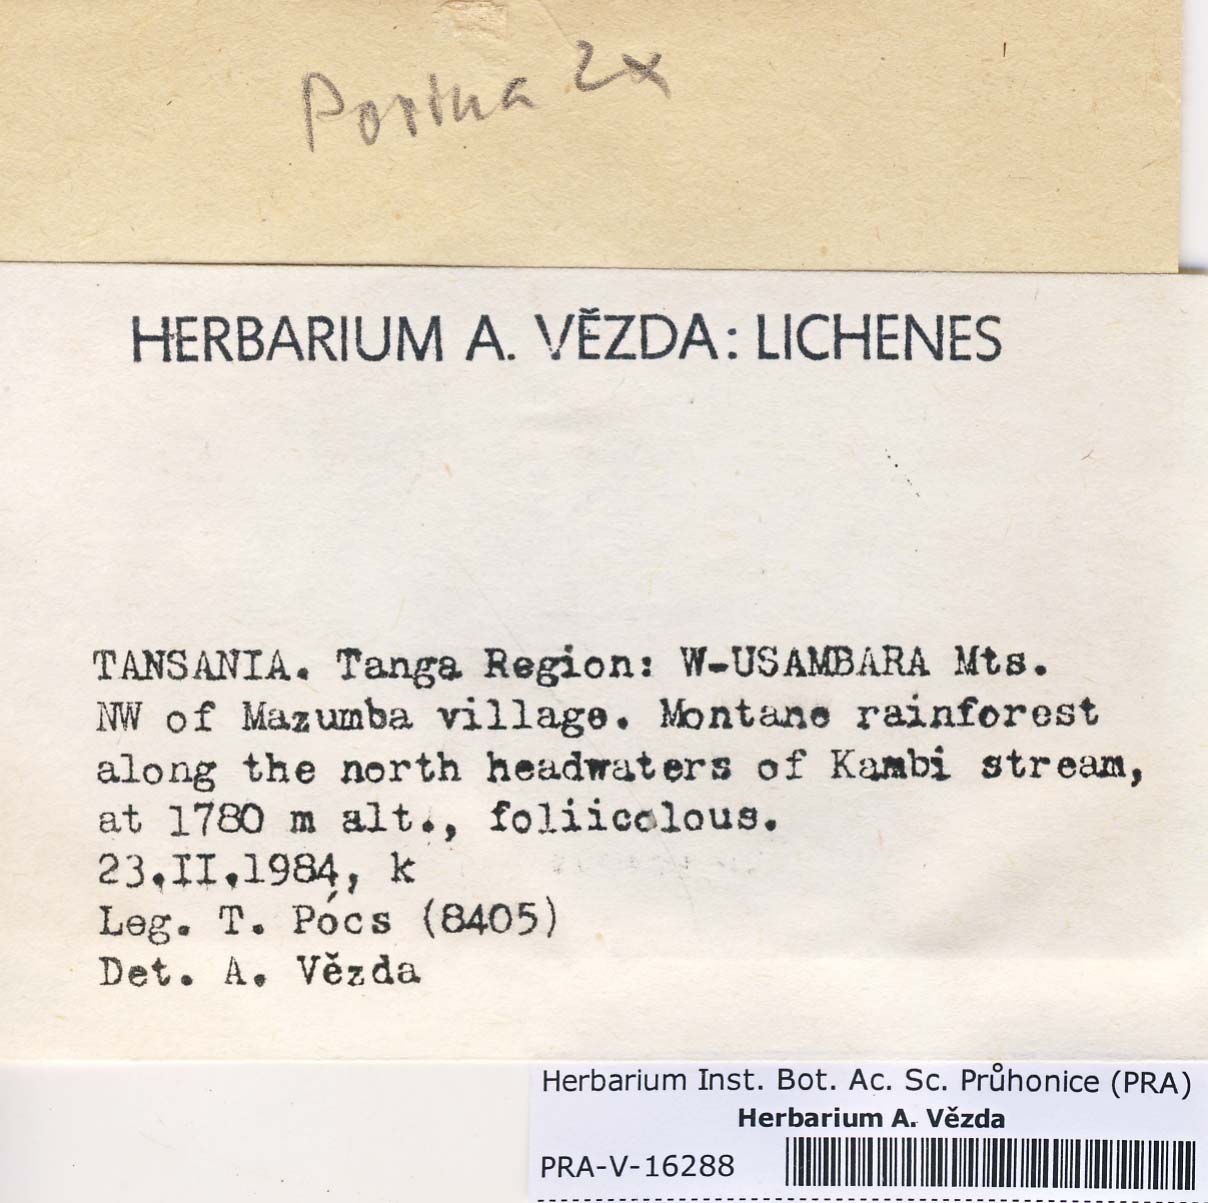 Porina 2x
HERBARIUM A. VĚZDA: LICHENES
TANSANIA. Tanga Region: W-USAMBARA Mts.
NW of Mazumba village. Montane rainforest
along the north headwaters of Kambi stream,
at 1780 m alt., foliicolous.
23.II.1984, k
Leg. T. Pócs (8405)
Det. A. Vězda
Herbarium Inst. Bot. Ac. Sc. Průhonice (PRA)
Herbarium A. Vězda
PRA-V-16288